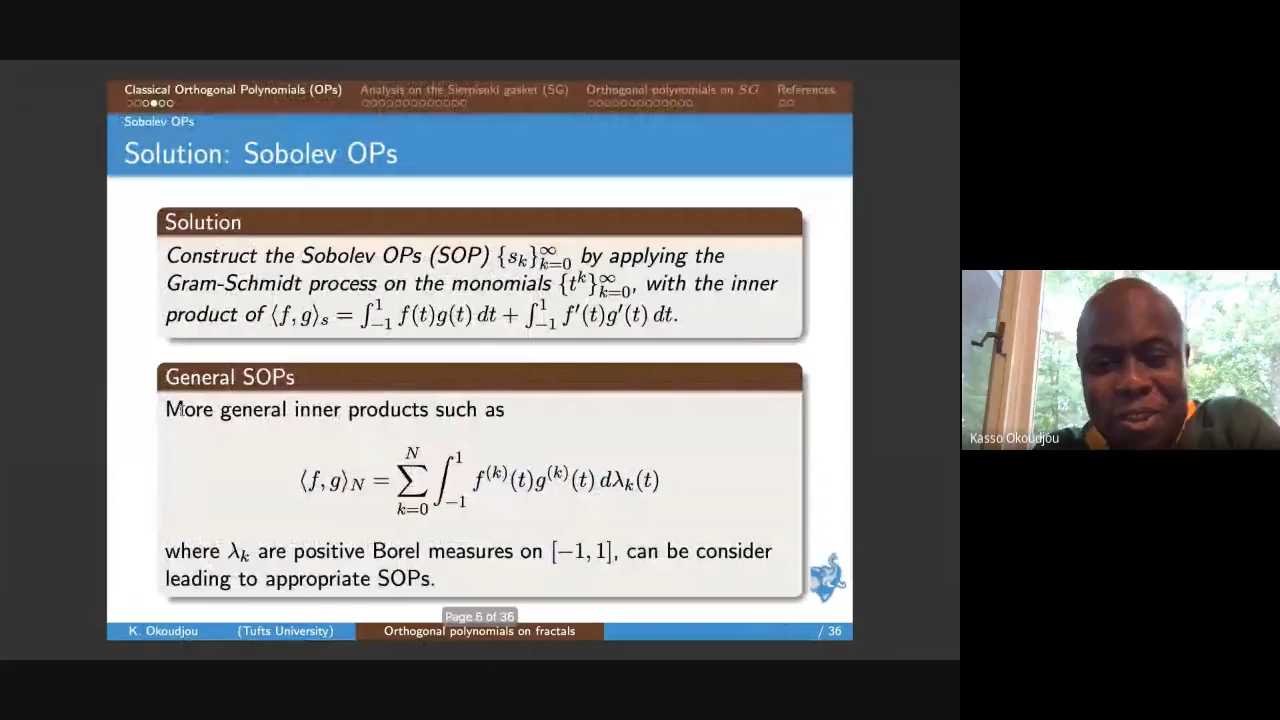 Classical Orthogonal Polynomials (OPs) Analysis on the Sierpinski gasket (SG) Orthogonal polynomials on SG References
Sobolev OPs
Solution: Sobolev OPs
Solution
Construct the Sobolev OPs (SOP) {s_k}_{k=0}^∞ by applying the
Gram-Schmidt process on the monomials {t^k}_{k=0}^∞, with the inner
product of ⟨f, g⟩_s = ∫_{-1}^1 f(t)g(t) dt + ∫_{-1}^1 f′(t)g′(t) dt.
General SOPs
More general inner products such as
⟨f, g⟩_N = ∑_{k=0}^N ∫_{-1}^1 f^{(k)}(t)g^{(k)}(t) dλ_k(t)
where λ_k are positive Borel measures on [−1, 1], can be consider
leading to appropriate SOPs.
Page 6 of 36
K. Okoudjou (Tufts University) Orthogonal polynomials on fractals / 36
Kasso Okoudjou